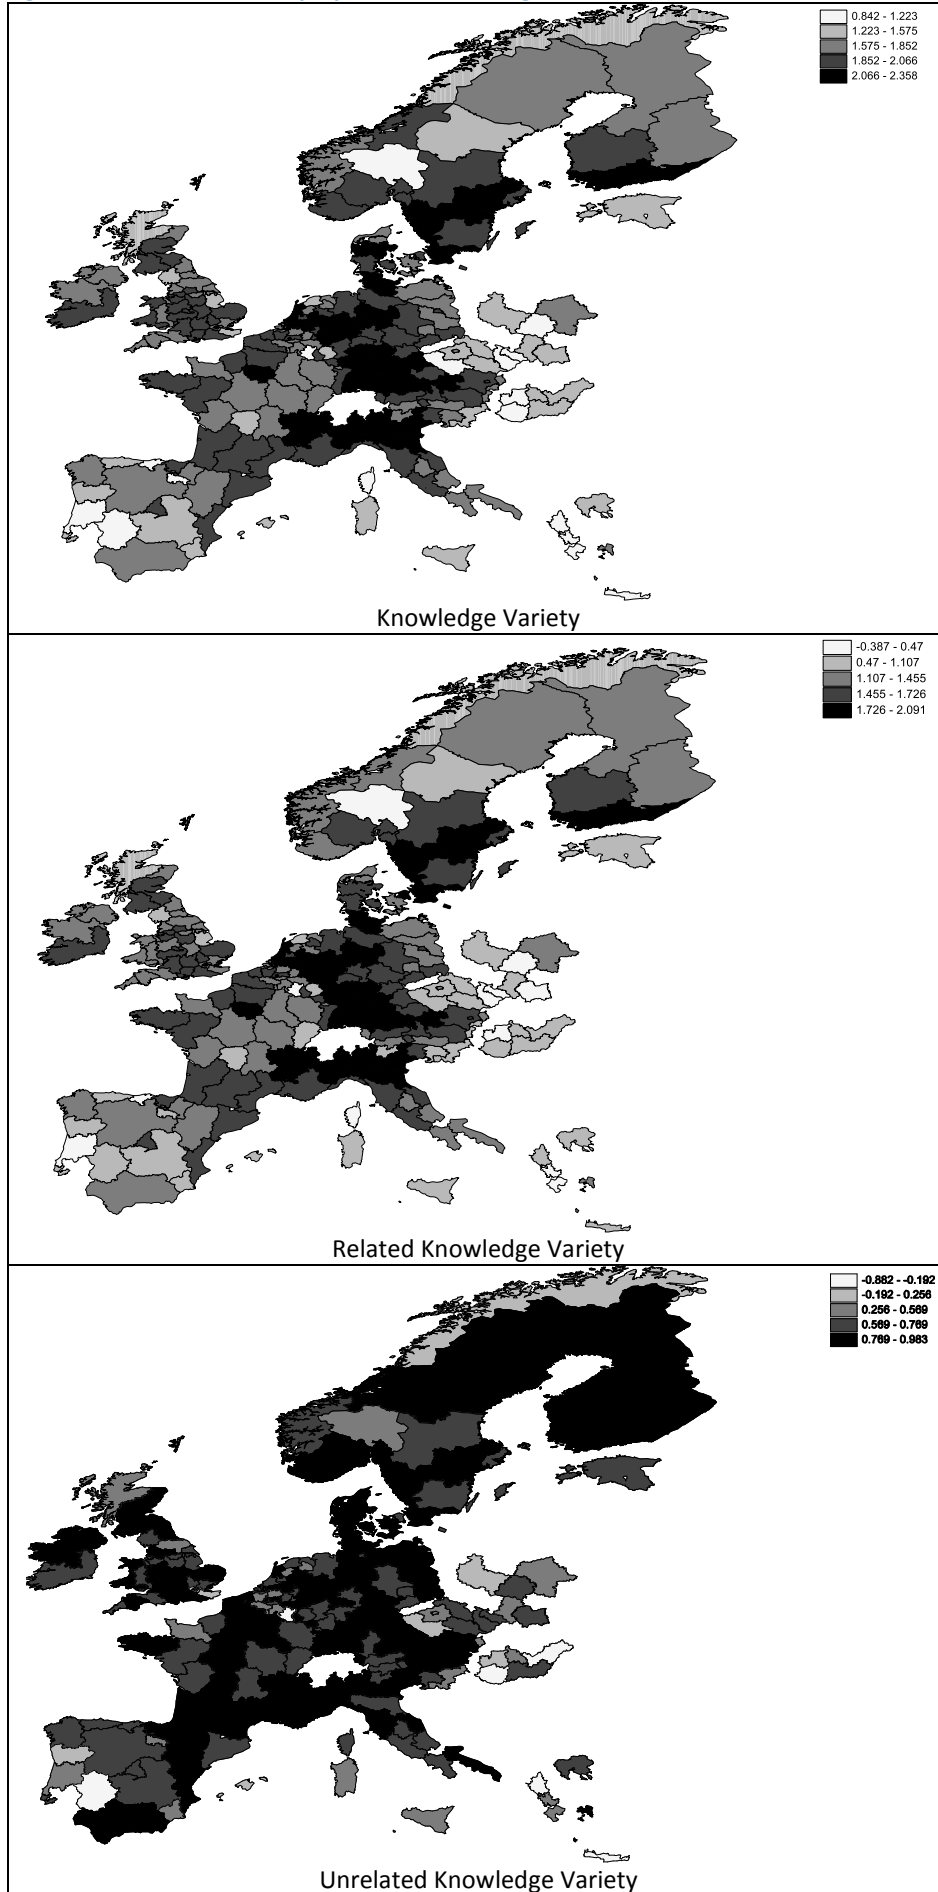 0.842 - 1.223
1.223 - 1.575
1.575 - 1.852
1.852 - 2.066
2.066 - 2.358
Knowledge Variety
-0.387 - 0.47
0.47 - 1.107
1.107 - 1.455
1.455 - 1.726
1.726 - 2.091
Related Knowledge Variety
-0.882 - -0.192
-0.192 - 0.256
0.256 - 0.569
0.569 - 0.769
0.769 - 0.983
Unrelated Knowledge Variety